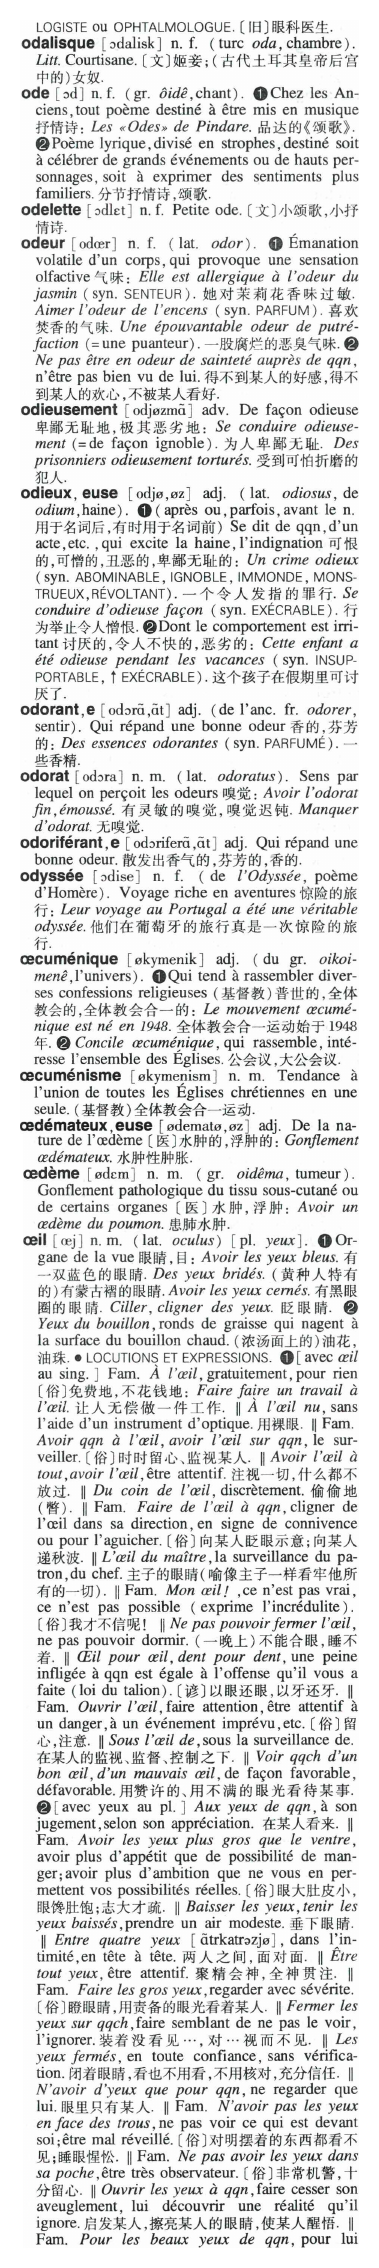 LOGISTE ou OPHTALMOLOGUE.〔旧〕眼科医生.
odalisque [ɔdalisk] n. f. (turc oda, chambre).
Litt. Courtisane.〔文〕姬妾;(古代土耳其皇帝后宫
中的)女奴.
ode [ɔd] n. f. (gr. ôidê, chant). ❶Chez les An-
ciens, tout poème destiné à être mis en musique
抒情诗: Les «Odes» de Pindare. 品达的《颂歌》.
❷Poème lyrique, divisé en strophes, destiné soit
à célébrer de grands événements ou de hauts per-
sonnages, soit à exprimer des sentiments plus
familiers. 分节抒情诗,颂歌.
odelette [ɔdlɛt] n. f. Petite ode.〔文〕小颂歌,小抒
情诗.
odeur [ɔdœr] n. f. (lat. odor). ❶ Émanation
volatile d'un corps, qui provoque une sensation
olfactive 气味: Elle est allergique à l'odeur du
jasmin (syn. SENTEUR). 她对茉莉花香味过敏.
Aimer l'odeur de l'encens (syn. PARFUM). 喜欢
焚香的气味. Une épouvantable odeur de putré-
faction (= une puanteur). 一股腐烂的恶臭气味. ❷
Ne pas être en odeur de sainteté auprès de qqn,
n'être pas bien vu de lui. 得不到某人的好感,得不
到某人的欢心,不被某人看好.
odieusement [ɔdjøzmã] adv. De façon odieuse
卑鄙无耻地,极其恶劣地: Se conduire odieuse-
ment (= de façon ignoble). 为人卑鄙无耻. Des
prisonniers odieusement torturés. 受到可怕折磨的
犯人.
odieux, euse [ɔdjø, øz] adj. (lat. odiosus, de
odium, haine). ❶(après ou, parfois, avant le n.
用于名词后,有时用于名词前) Se dit de qqn, d'un
acte, etc., qui excite la haine, l'indignation 可恨
的,可憎的,丑恶的,卑鄙无耻的: Un crime odieux
(syn. ABOMINABLE, IGNOBLE, IMMONDE, MONS-
TRUEUX, RÉVOLTANT). 一个令人发指的罪行. Se
conduire d'odieuse façon (syn. EXÉCRABLE). 行
为举止令人憎恨. ❷Dont le comportement est irri-
tant 讨厌的,令人不快的,恶劣的: Cette enfant a
été odieuse pendant les vacances (syn. INSUP-
PORTABLE, ↑ EXÉCRABLE). 这个孩子在假期里可讨
厌了.
odorant, e [ɔdɔrã, ãt] adj. (de l'anc. fr. odorer,
sentir). Qui répand une bonne odeur 香的,芬芳
的: Des essences odorantes (syn. PARFUMÉ). 一
些香精.
odorat [ɔdɔra] n. m. (lat. odoratus). Sens par
lequel on perçoit les odeurs 嗅觉: Avoir l'odorat
fin, émoussé. 有灵敏的嗅觉,嗅觉迟钝. Manquer
d'odorat. 无嗅觉.
odoriférant, e [ɔdɔriferã, ãt] adj. Qui répand une
bonne odeur. 散发出香气的,芬芳的,香的.
odyssée [ɔdise] n. f. (de l'Odyssée, poème
d'Homère). Voyage riche en aventures 惊险的旅
行: Leur voyage au Portugal a été une véritable
odyssée. 他们在葡萄牙的旅行真是一次惊险的旅
行.
œcuménique [økymenik] adj. (du gr. oikoi-
menê, l'univers). ❶Qui tend à rassembler diver-
ses confessions religieuses (基督教)普世的,全体
教会的,全体教会合一的: Le mouvement œcumé-
nique est né en 1948. 全体教会合一运动始于1948
年. ❷ Concile œcuménique, qui rassemble, inté-
resse l'ensemble des Églises. 公会议,大公会议.
œcuménisme [økymenism] n. m. Tendance à
l'union de toutes les Églises chrétiennes en une
seule. (基督教)全体教会合一运动.
œdémateux, euse [ødematø, øz] adj. De la na-
ture de l'œdème〔医〕水肿的,浮肿的: Gonflement
œdémateux. 水肿性肿胀.
œdème [ødɛm] n. m. (gr. oidêma, tumeur).
Gonflement pathologique du tissu sous-cutané ou
de certains organes〔医〕水肿,浮肿: Avoir un
œdème du poumon. 患肺水肿.
œil [œj] n. m. (lat. oculus) [pl. yeux]. ❶Or-
gane de la vue 眼睛,目: Avoir les yeux bleus. 有
一双蓝色的眼睛. Des yeux bridés. (黄种人特有
的)有蒙古褶的眼睛. Avoir les yeux cernés. 有黑眼
圈的眼睛. Ciller, cligner des yeux. 眨眼睛. ❷
Yeux du bouillon, ronds de graisse qui nagent à
la surface du bouillon chaud. (浓汤面上的)油花,
油珠. ● LOCUTIONS ET EXPRESSIONS. ❶[avec œil
au sing.] Fam. À l'œil, gratuitement, pour rien
〔俗〕免费地,不花钱地: Faire faire un travail à
l'œil. 让人无偿做一件工作. ‖ À l'œil nu, sans
l'aide d'un instrument d'optique. 用裸眼. ‖ Fam.
Avoir qqn à l'œil, avoir l'œil sur qqn, le sur-
veiller.〔俗〕时时留心、监视某人. ‖ Avoir l'œil à
tout, avoir l'œil, être attentif. 注视一切,什么都不
放过. ‖ Du coin de l'œil, discrètement. 偷偷地
(瞥). ‖ Fam. Faire de l'œil à qqn, cligner de
l'œil dans sa direction, en signe de connivence
ou pour l'aguicher.〔俗〕向某人眨眼示意;向某人
递秋波. ‖ L'œil du maître, la surveillance du pa-
tron, du chef. 主子的眼睛(喻像主子一样看牢他所
有的一切). ‖ Fam. Mon œil!, ce n'est pas vrai,
ce n'est pas possible (exprime l'incrédulité).
〔俗〕我才不信呢! ‖ Ne pas pouvoir fermer l'œil,
ne pas pouvoir dormir. (一晚上)不能合眼,睡不
着. ‖ Œil pour œil, dent pour dent, une peine
infligée à qqn est égale à l'offense qu'il vous a
faite (loi du talion).〔谚〕以眼还眼,以牙还牙. ‖
Fam. Ouvrir l'œil, faire attention, être attentif à
un danger, à un événement imprévu, etc.〔俗〕留
心,注意. ‖ Sous l'œil de, sous la surveillance de.
在某人的监视、监督、控制之下. ‖ Voir qqch d'un
bon œil, d'un mauvais œil, de façon favorable,
défavorable. 用赞许的、用不满的眼光看待某事.
❷[avec yeux au pl.] Aux yeux de qqn, à son
jugement, selon son appréciation. 在某人看来. ‖
Fam. Avoir les yeux plus gros que le ventre,
avoir plus d'appétit que de possibilité de man-
ger; avoir plus d'ambition que ne vous en per-
mettent vos possibilités réelles.〔俗〕眼大肚皮小,
眼馋肚饱;志大才疏. ‖ Baisser les yeux, tenir les
yeux baissés, prendre un air modeste. 垂下眼睛.
‖ Entre quatre yeux [ãtrkatrɔzjø], dans l'in-
timité, en tête à tête. 两人之间,面对面. ‖ Être
tout yeux, être attentif. 聚精会神,全神贯注. ‖
Fam. Faire les gros yeux, regarder avec sévérité.
〔俗〕瞪眼睛,用责备的眼光看着某人. ‖ Fermer les
yeux sur qqch, faire semblant de ne pas le voir,
l'ignorer. 装着没看见…,对…视而不见. ‖ Les
yeux fermés, en toute confiance, sans vérifica-
tion. 闭着眼睛,看也不用看,不用核对,充分信任. ‖
N'avoir d'yeux que pour qqn, ne regarder que
lui. 眼里只有某人. ‖ Fam. N'avoir pas les yeux
en face des trous, ne pas voir ce qui est devant
soi; être mal réveillé.〔俗〕对明摆着的东西都看不
见;睡眼惺忪. ‖ Fam. Ne pas avoir les yeux dans
sa poche, être très observateur.〔俗〕非常机警,十
分留心. ‖ Ouvrir les yeux à qqn, faire cesser son
aveuglement, lui découvrir une réalité qu'il
ignore. 启发某人,擦亮某人的眼睛,使某人醒悟. ‖
Fam. Pour les beaux yeux de qqn, pour lui